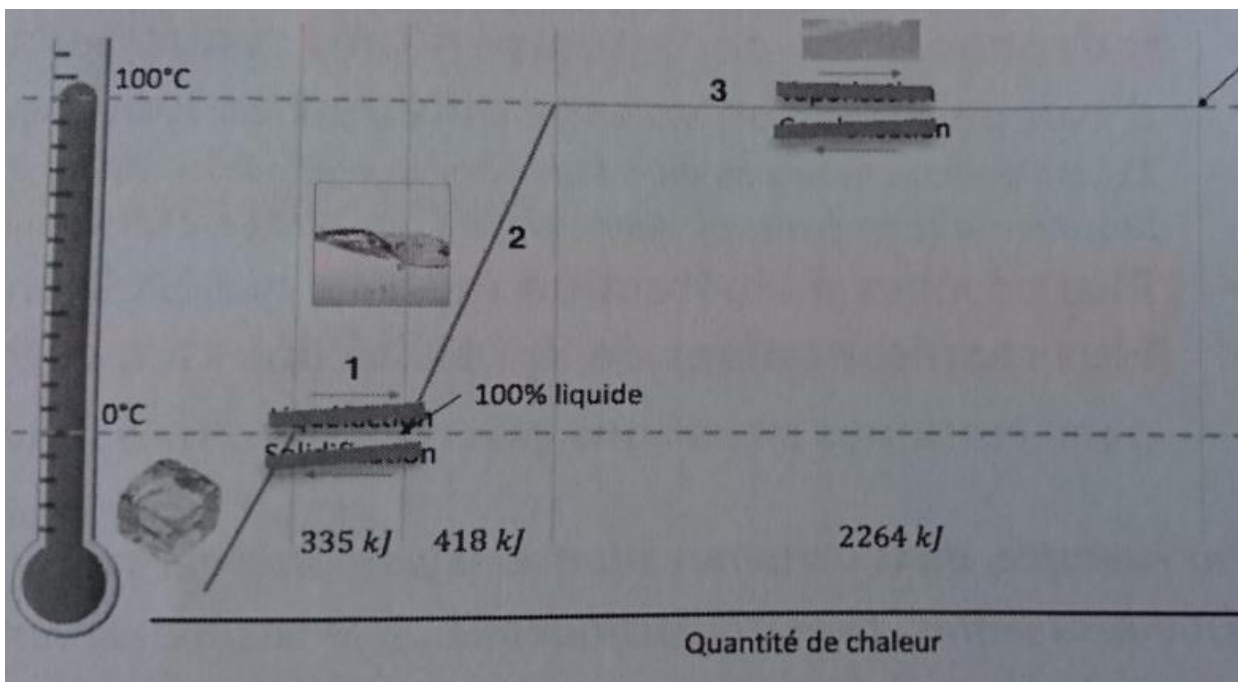 100°C
3
2
1
100% liquide
0°C
335 kJ
418 kJ
2264 kJ
Quantité de chaleur